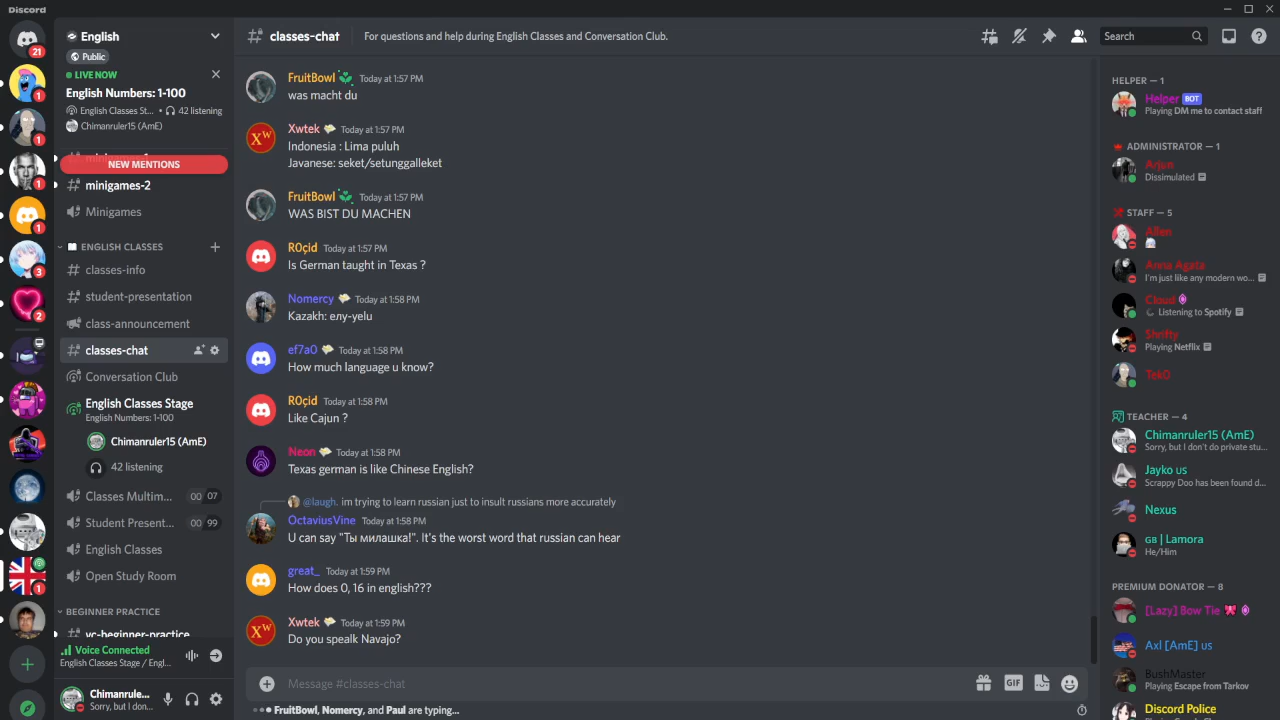 Discord
21
English
Public
LIVE NOW
English Numbers: 1-100
English Classes St... • 42 listening
Chimanruler15 (AmE)
NEW MENTIONS
minigames-2
Minigames
ENGLISH CLASSES
classes-info
student-presentation
class-announcement
classes-chat
Conversation Club
English Classes Stage
English Numbers: 1-100
Chimanruler15 (AmE)
42 listening
Classes Multim... 00 07
Student Present... 00 99
English Classes
Open Study Room
BEGINNER PRACTICE
vc-beginner-practice
Voice Connected
English Classes Stage / Engl...
Chimanrule...
Sorry, but I don...
1
1
1
1
3
2
1
classes-chat
For questions and help during English Classes and Conversation Club.
Search
FruitBowl Today at 1:57 PM
was macht du
Xwtek Today at 1:57 PM
Indonesia : Lima puluh
Javanese: seket/setunggalleket
FruitBowl Today at 1:57 PM
WAS BIST DU MACHEN
R0çid Today at 1:57 PM
Is German taught in Texas ?
Nomercy Today at 1:58 PM
Kazakh: елу-yelu
ef7a0 Today at 1:58 PM
How much language u know?
R0çid Today at 1:58 PM
Like Cajun ?
Neon Today at 1:58 PM
Texas german is like Chinese English?
@laugh. im trying to learn russian just to insult russians more accurately
OctaviusVine Today at 1:58 PM
U can say "Ты милашка!". It's the worst word that russian can hear
great_ Today at 1:59 PM
How does 0, 16 in english???
Xwtek Today at 1:59 PM
Do you spealk Navajo?
XW
XW
Message #classes-chat
GIF
FruitBowl, Nomercy, and Paul are typing...
HELPER — 1
Helper BOT
Playing DM me to contact staff
ADMINISTRATOR — 1
Arjun
Dissimulated
STAFF — 5
Allen
Anna Agata
I'm just like any modern wo...
Cloud
Listening to Spotify
Shrifty
Playing Netflix
TekO
TEACHER — 4
Chimanruler15 (AmE)
Sorry, but I don't do private stu...
Jayko us
Scrappy Doo has been found d...
Nexus
GB | Lamora
He/Him
PREMIUM DONATOR — 8
[Lazy] Bow Tie
Axl [AmE] us
BushMaster
Playing Escape from Tarkov
Discord Police